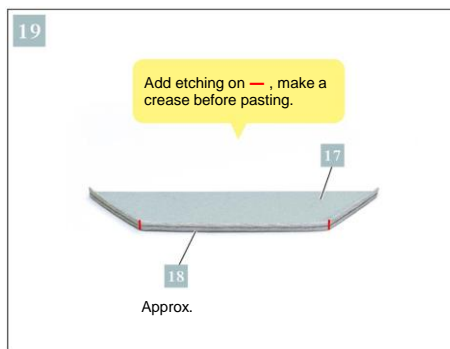 19
Add etching on — , make a
crease before pasting.
17
18
Approx.